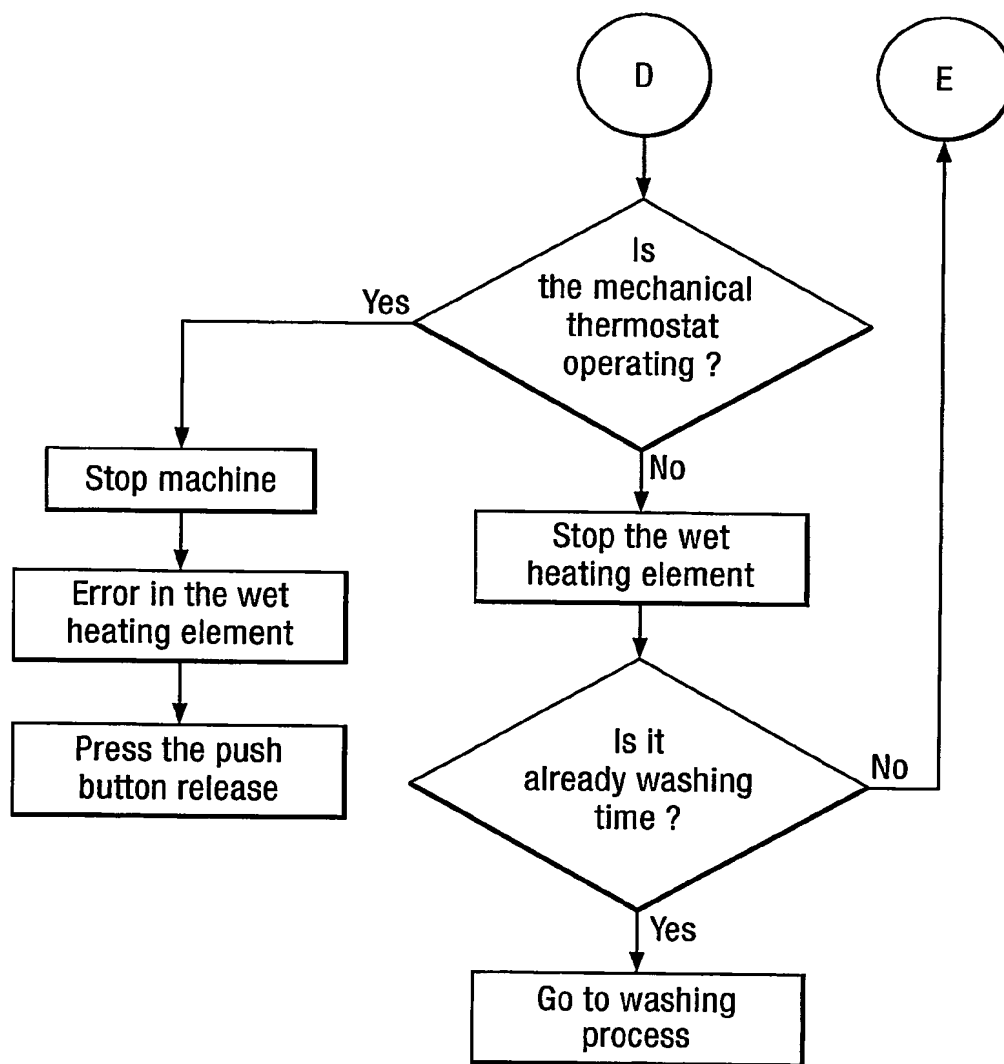 D
E
Is
the mechanical
thermostat
operating ?
Yes
No
Stop machine
Stop the wet
heating element
Error in the wet
heating element
Press the push
button release
Is it
already washing
time ?
No
Yes
Go to washing
process